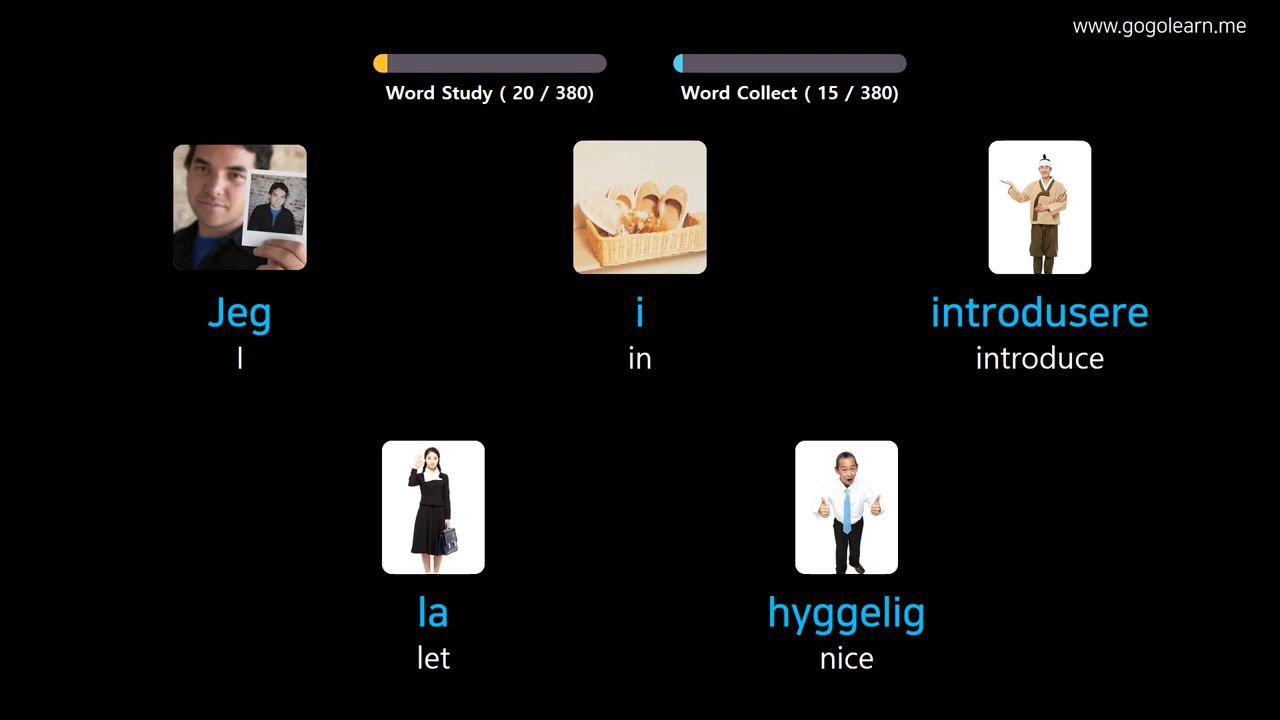 www.gogolearn.me
Word Study ( 20 / 380)
Word Collect ( 15 / 380)
Jeg
I
i
in
introdusere
introduce
la
let
hyggelig
nice